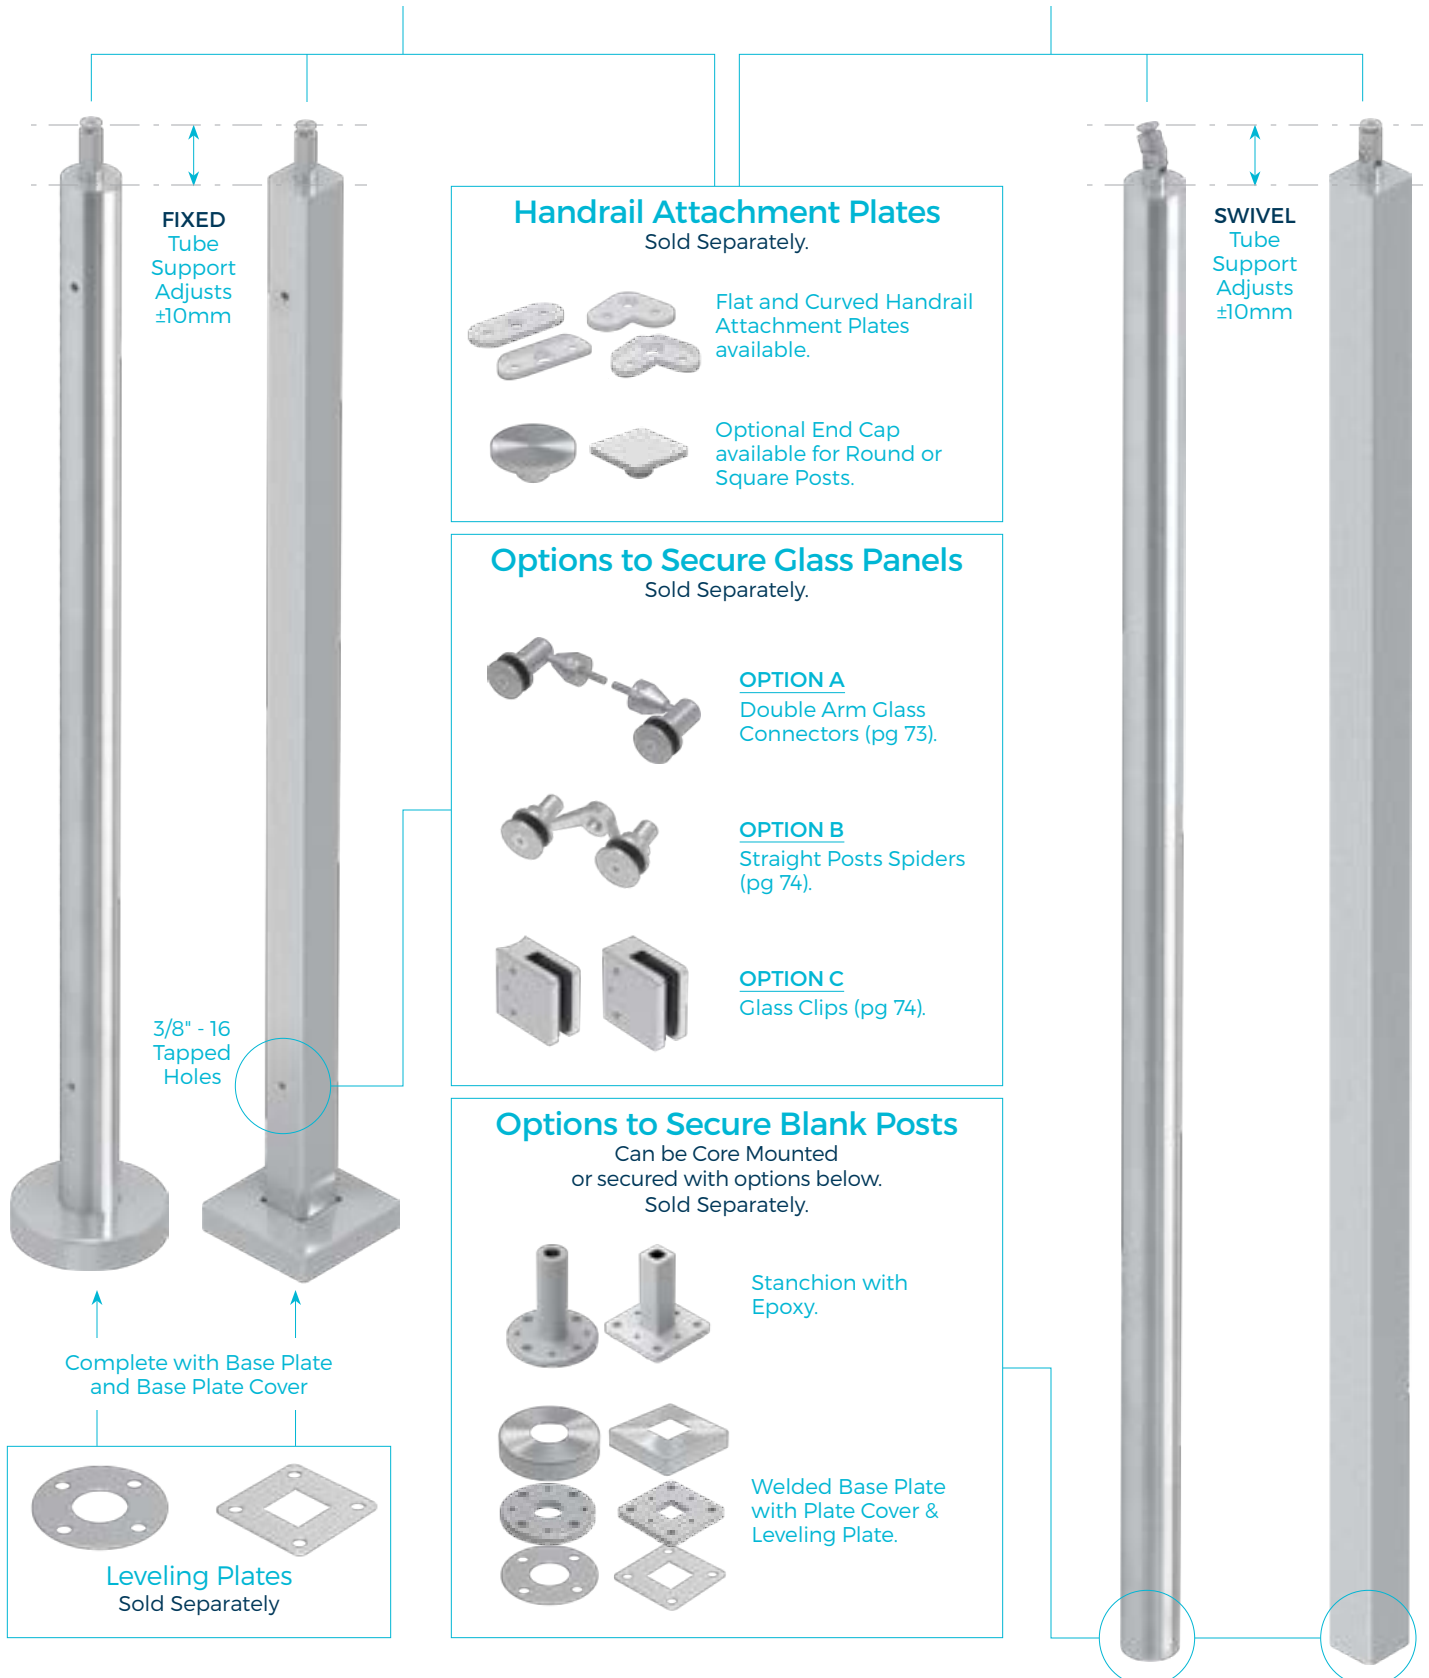 FIXED
Tube
Support
Adjusts
±10mm
Handrail Attachment Plates
Sold Separately.
Flat and Curved Handrail
Attachment Plates
available.
Optional End Cap
available for Round or
Square Posts.
SWIVEL
Tube
Support
Adjusts
±10mm
Options to Secure Glass Panels
Sold Separately.
OPTION A
Double Arm Glass
Connectors (pg 73).
OPTION B
Straight Posts Spiders
(pg 74).
OPTION C
Glass Clips (pg 74).
3/8" - 16
Tapped
Holes
Options to Secure Blank Posts
Can be Core Mounted
or secured with options below.
Sold Separately.
Stanchion with
Epoxy.
Welded Base Plate
with Plate Cover &
Leveling Plate.
Complete with Base Plate
and Base Plate Cover
Leveling Plates
Sold Separately